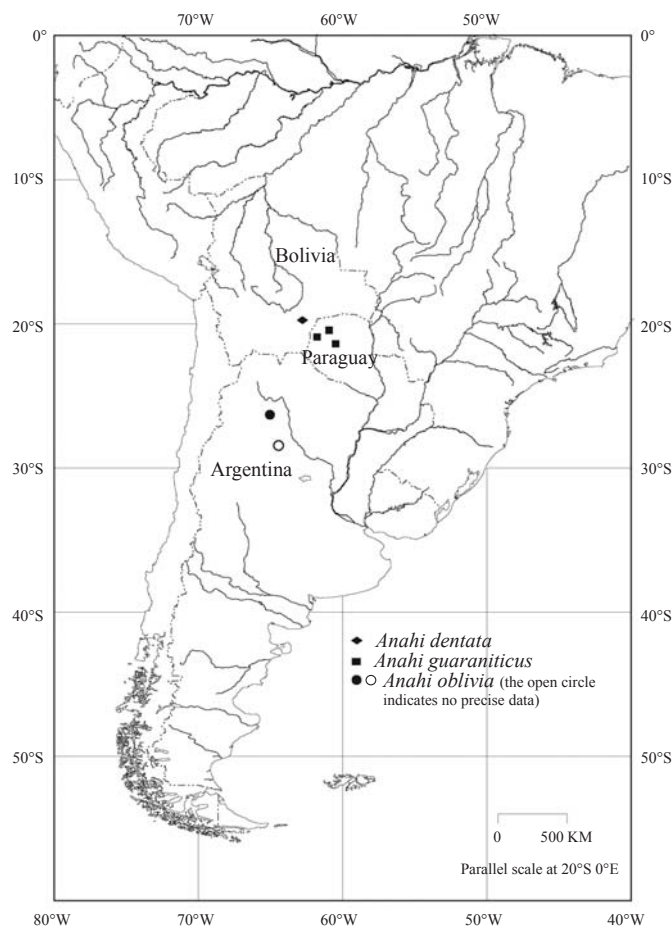 70°W 60°W 50°W
0° 0°
10°S 10°S
Bolivia
20°S 20°S
Paraguay
30°S 30°S
Argentina
40°S 40°S
Anahi dentata
Anahi guaraniticus
Anahi oblivia (the open circle
indicates no precise data)
50°S 50°S
0 500 KM
Parallel scale at 20°S 0°E
80°W 70°W 60°W 50°W 40°W